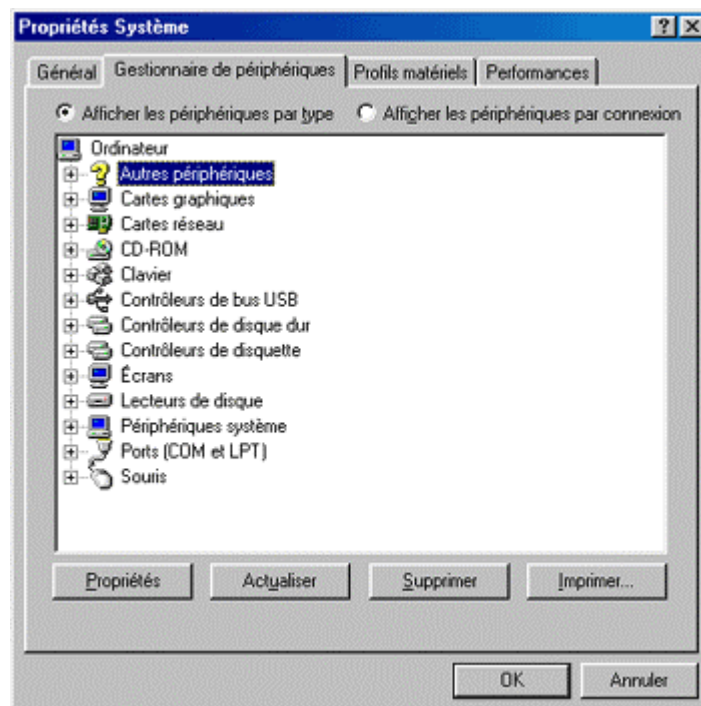 Propriétés Système
Général Gestionnaire de périphériques Profils matériels Performances
Afficher les périphériques par type Afficher les périphériques par connexion
Ordinateur
Autres périphériques
Cartes graphiques
Cartes réseau
CD-ROM
Clavier
Contrôleurs de bus USB
Contrôleurs de disque dur
Contrôleurs de disquette
Écrans
Lecteurs de disque
Périphériques système
Ports (COM et LPT)
Souris
Propriétés Actualiser Supprimer Imprimer...
OK Annuler